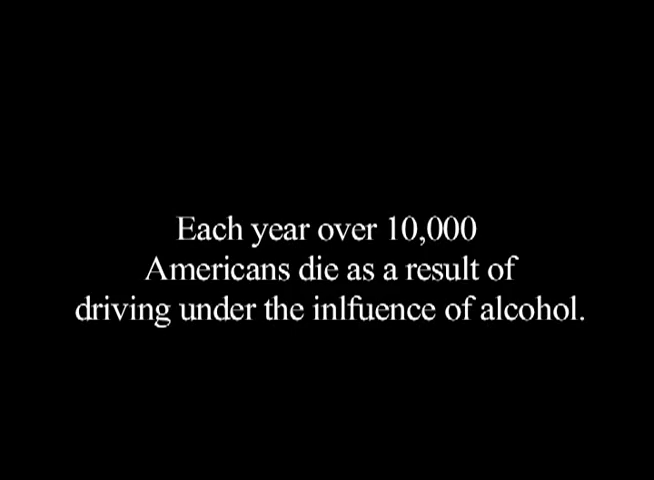 Each year over 10,000
Americans die as a result of
driving under the inlfuence of alcohol.